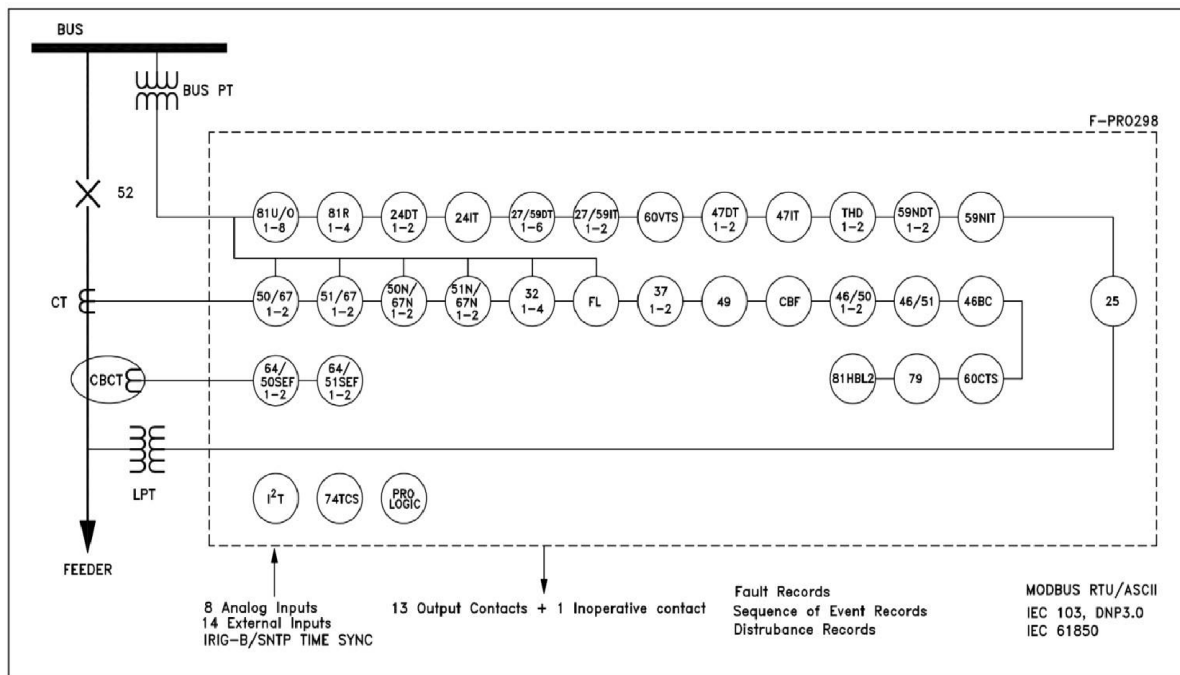 BUS
BUS PT
F-PRO298
52
81U/O
1-8
81R
1-4
24DT
1-2
24IT
27/59DT
1-6
27/59IT
1-2
60VTS
47DT
1-2
47IT
THD
1-2
59NDT
1-2
59NIT
CT
50/67
1-2
51/67
1-2
50N/
67N
1-2
51N/
67N
1-2
32
1-4
FL
37
1-2
49
CBF
46/50
1-2
46/51
46BC
25
CBCT
64/
50SEF
1-2
64/
51SEF
1-2
81HBL2
79
60CTS
LPT
I²T
74TCS
PRO
LOGIC
FEEDER
8 Analog Inputs
14 External Inputs
IRIG-B/SNTP TIME SYNC
13 Output Contacts + 1 Inoperative contact
Fault Records
Sequence of Event Records
Distrubance Records
MODBUS RTU/ASCII
IEC 103, DNP3.0
IEC 61850